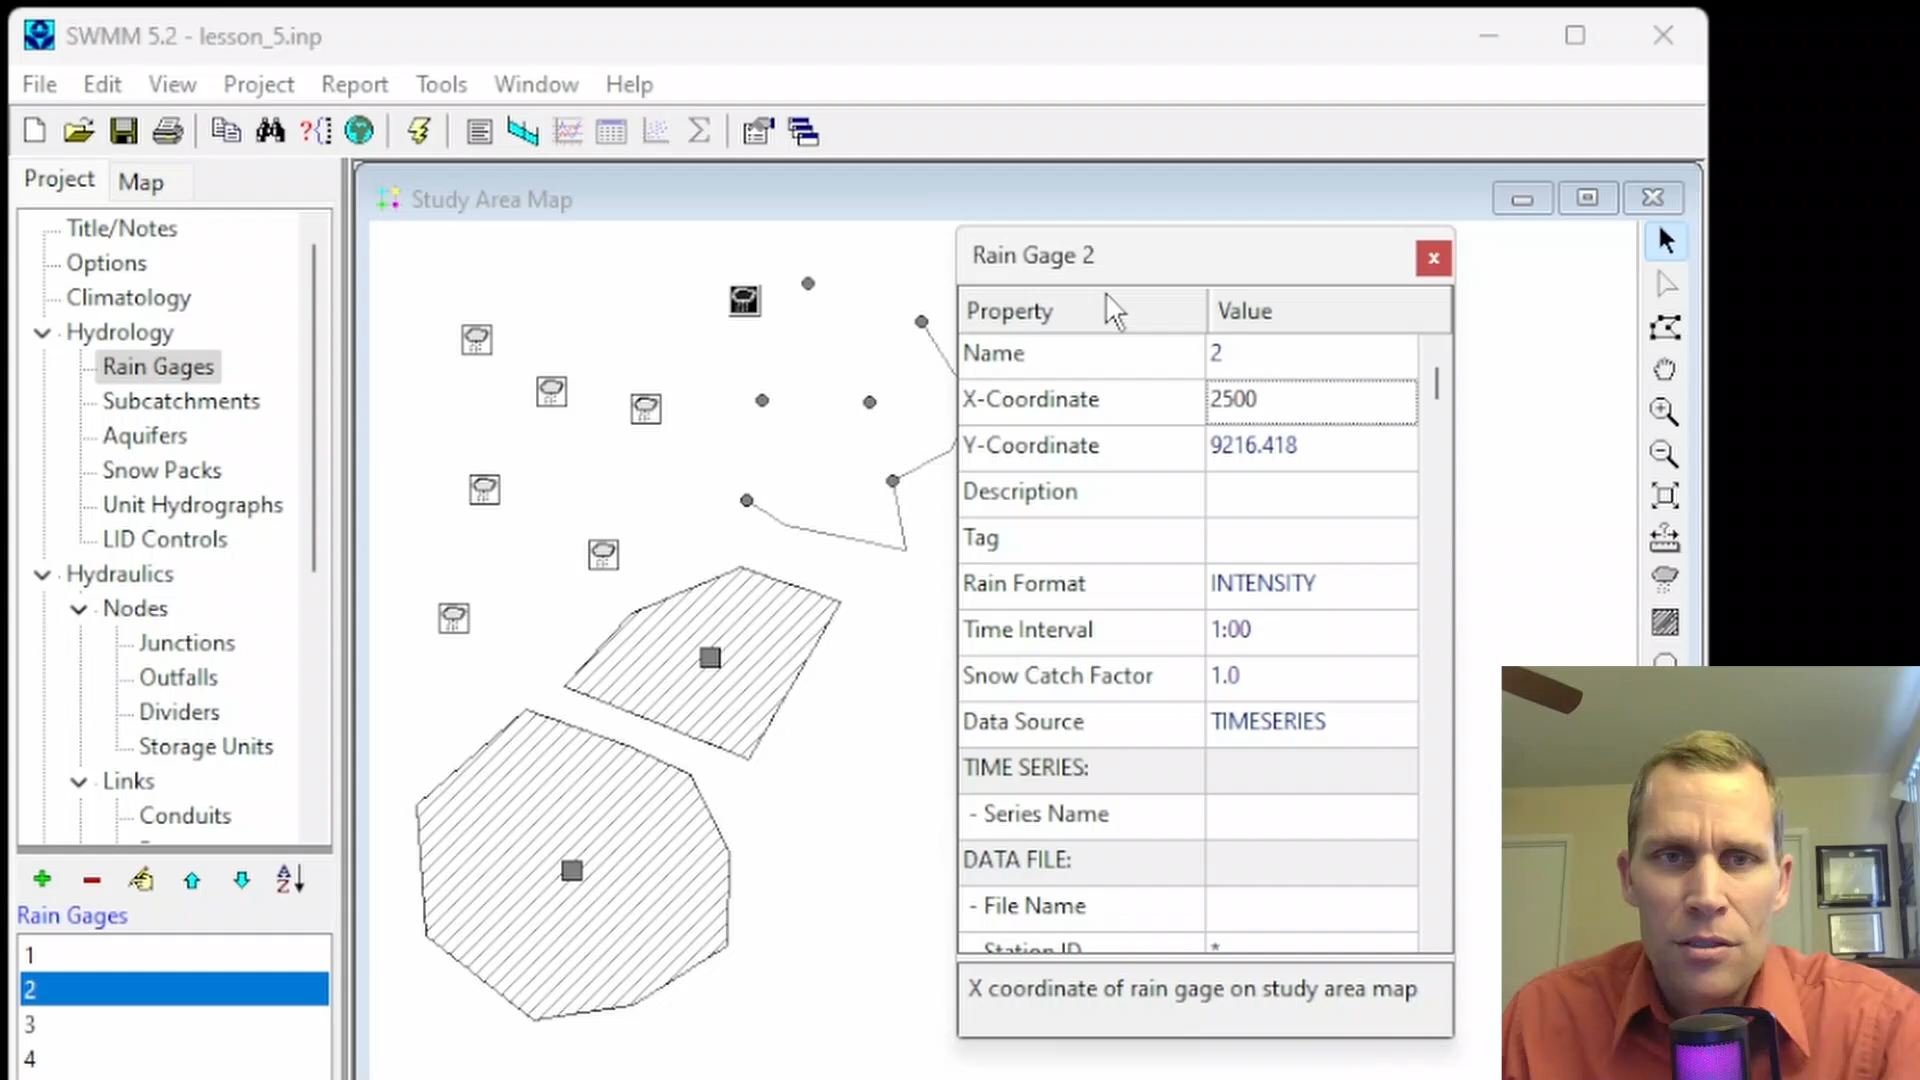 SWMM 5.2 - lesson_5.inp
File Edit View Project Report Tools Window Help
Project Map
Title/Notes
Options
Climatology
Hydrology
Rain Gages
Subcatchments
Aquifers
Snow Packs
Unit Hydrographs
LID Controls
Hydraulics
Nodes
Junctions
Outfalls
Dividers
Storage Units
Links
Conduits
Rain Gages
1
2
3
4
Study Area Map
Rain Gage 2
Property Value
Name 2
X-Coordinate 2500
Y-Coordinate 9216.418
Description
Tag
Rain Format INTENSITY
Time Interval 1:00
Snow Catch Factor 1.0
Data Source TIMESERIES
TIME SERIES:
- Series Name
DATA FILE:
- File Name
- Station ID *
X coordinate of rain gage on study area map